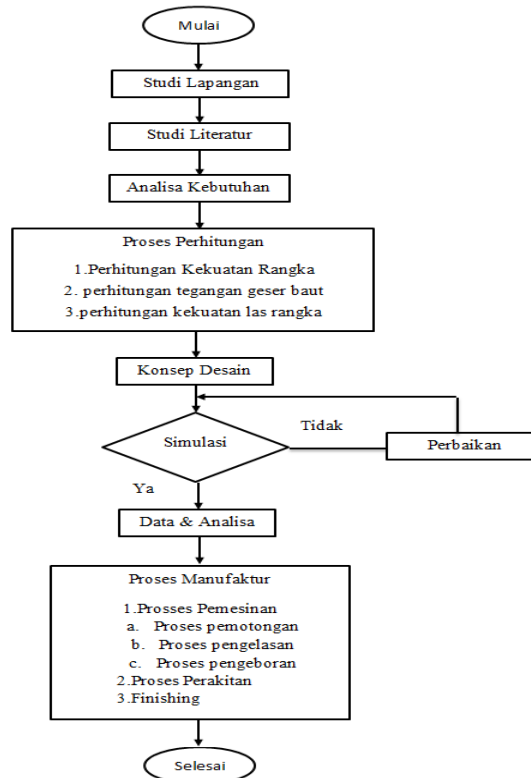 Mulai
Studi Lapangan
Studi Literatur
Analisa Kebutuhan
Proses Perhitungan
1.Perhitungan Kekuatan Rangka
2. perhitungan tegangan geser baut
3.perhitungan kekuatan las rangka
Konsep Desain
Simulasi
Tidak
Perbaikan
Ya
Data & Analisa
Proses Manufaktur
1.Prosses Pemesinan
a. Proses pemotongan
b. Proses pengelasan
c. Proses pengeboran
2.Proses Perakitan
3.Finishing
Selesai